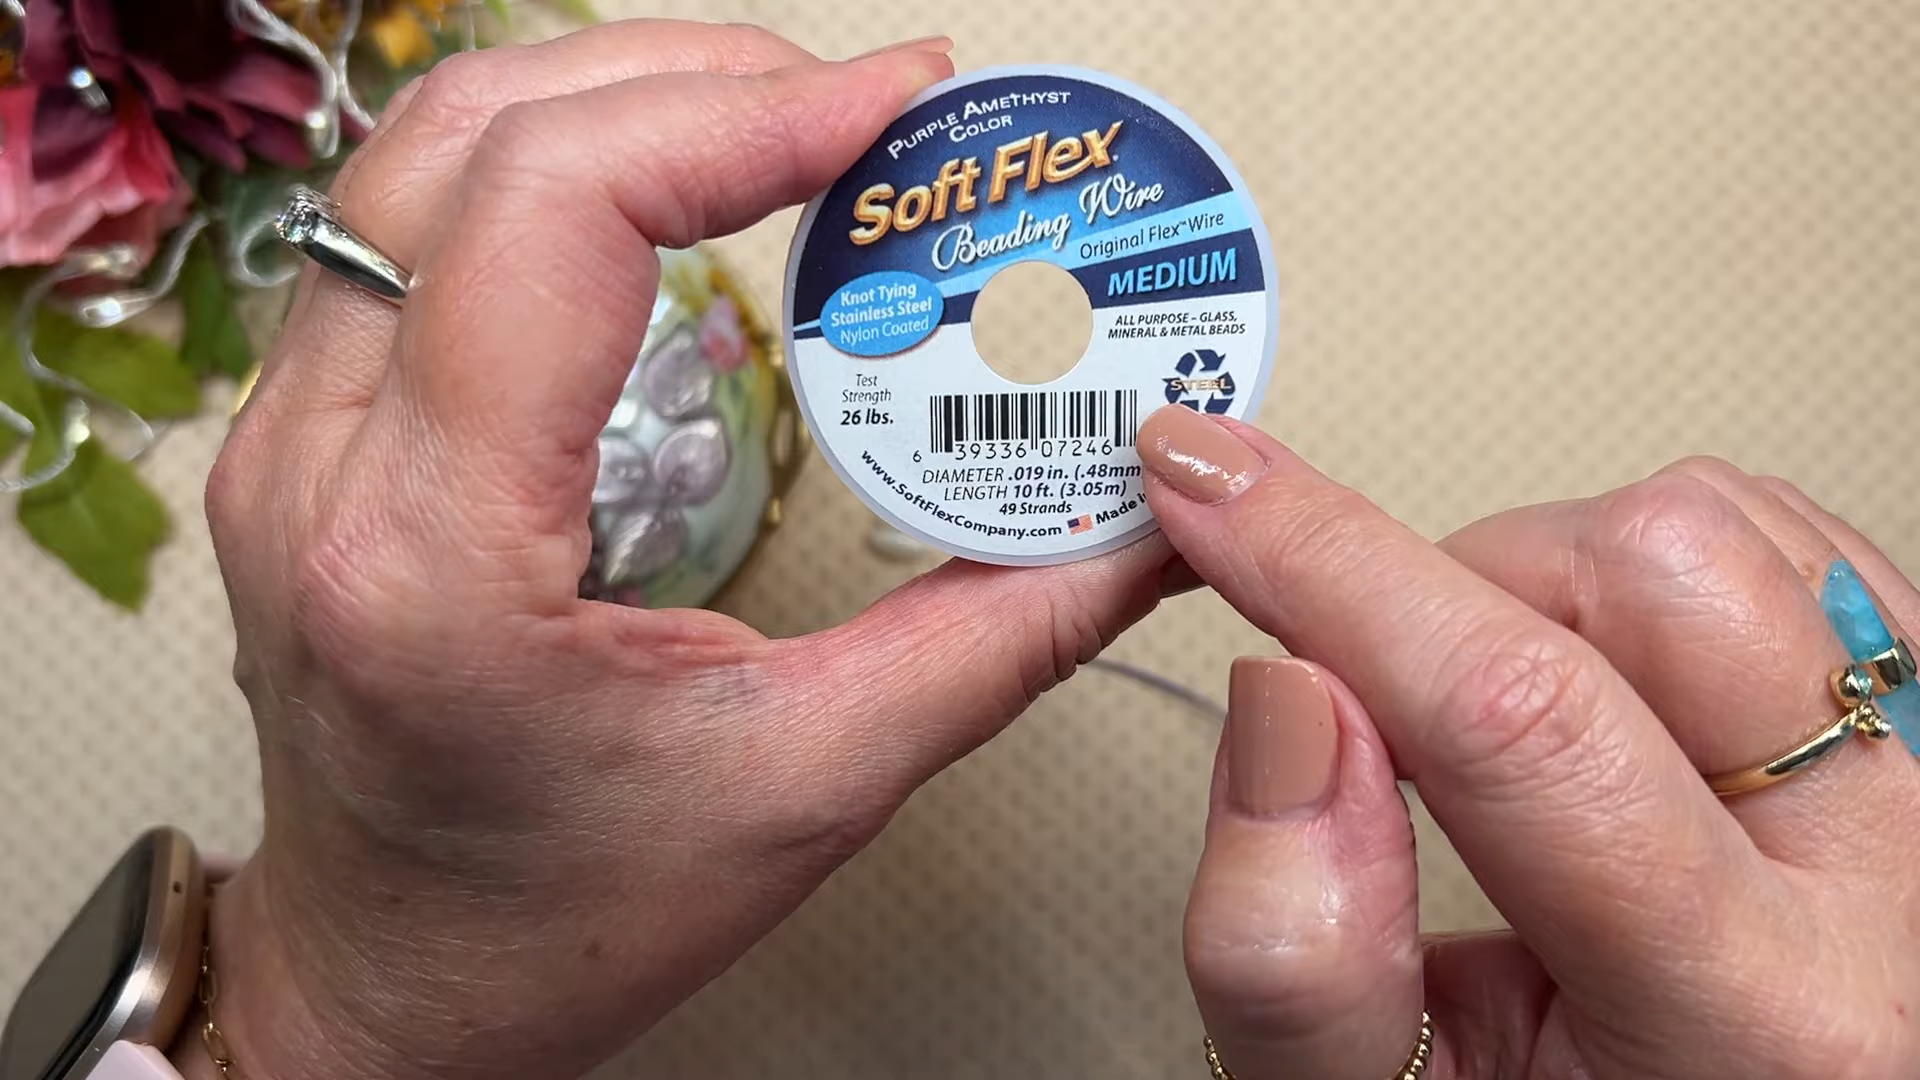 PURPLE AMETHYST
COLOR
Soft Flex
Beading Wire
Original Flex™ Wire
MEDIUM
Knot Tying
Stainless Steel
Nylon Coated
ALL PURPOSE – GLASS,
MINERAL & METAL BEADS
STEEL
Test
Strength
26 lbs.
6 39336 07246
DIAMETER .019 in. (.48mm
LENGTH 10 ft. (3.05m)
49 Strands
www.SoftFlexCompany.com Made